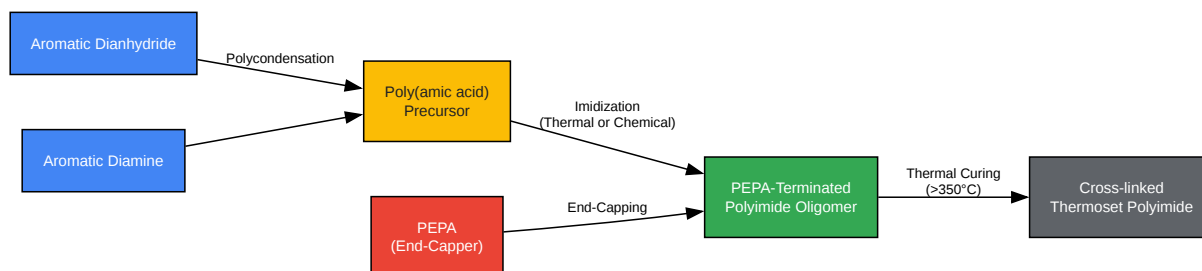 Aromatic Dianhydride
Polycondensation
Aromatic Diamine
Poly(amic acid)
Precursor
Imidization
(Thermal or Chemical)
PEPA
(End-Capper)
End-Capping
PEPA-Terminated
Polyimide Oligomer
Thermal Curing
(>350°C)
Cross-linked
Thermoset Polyimide